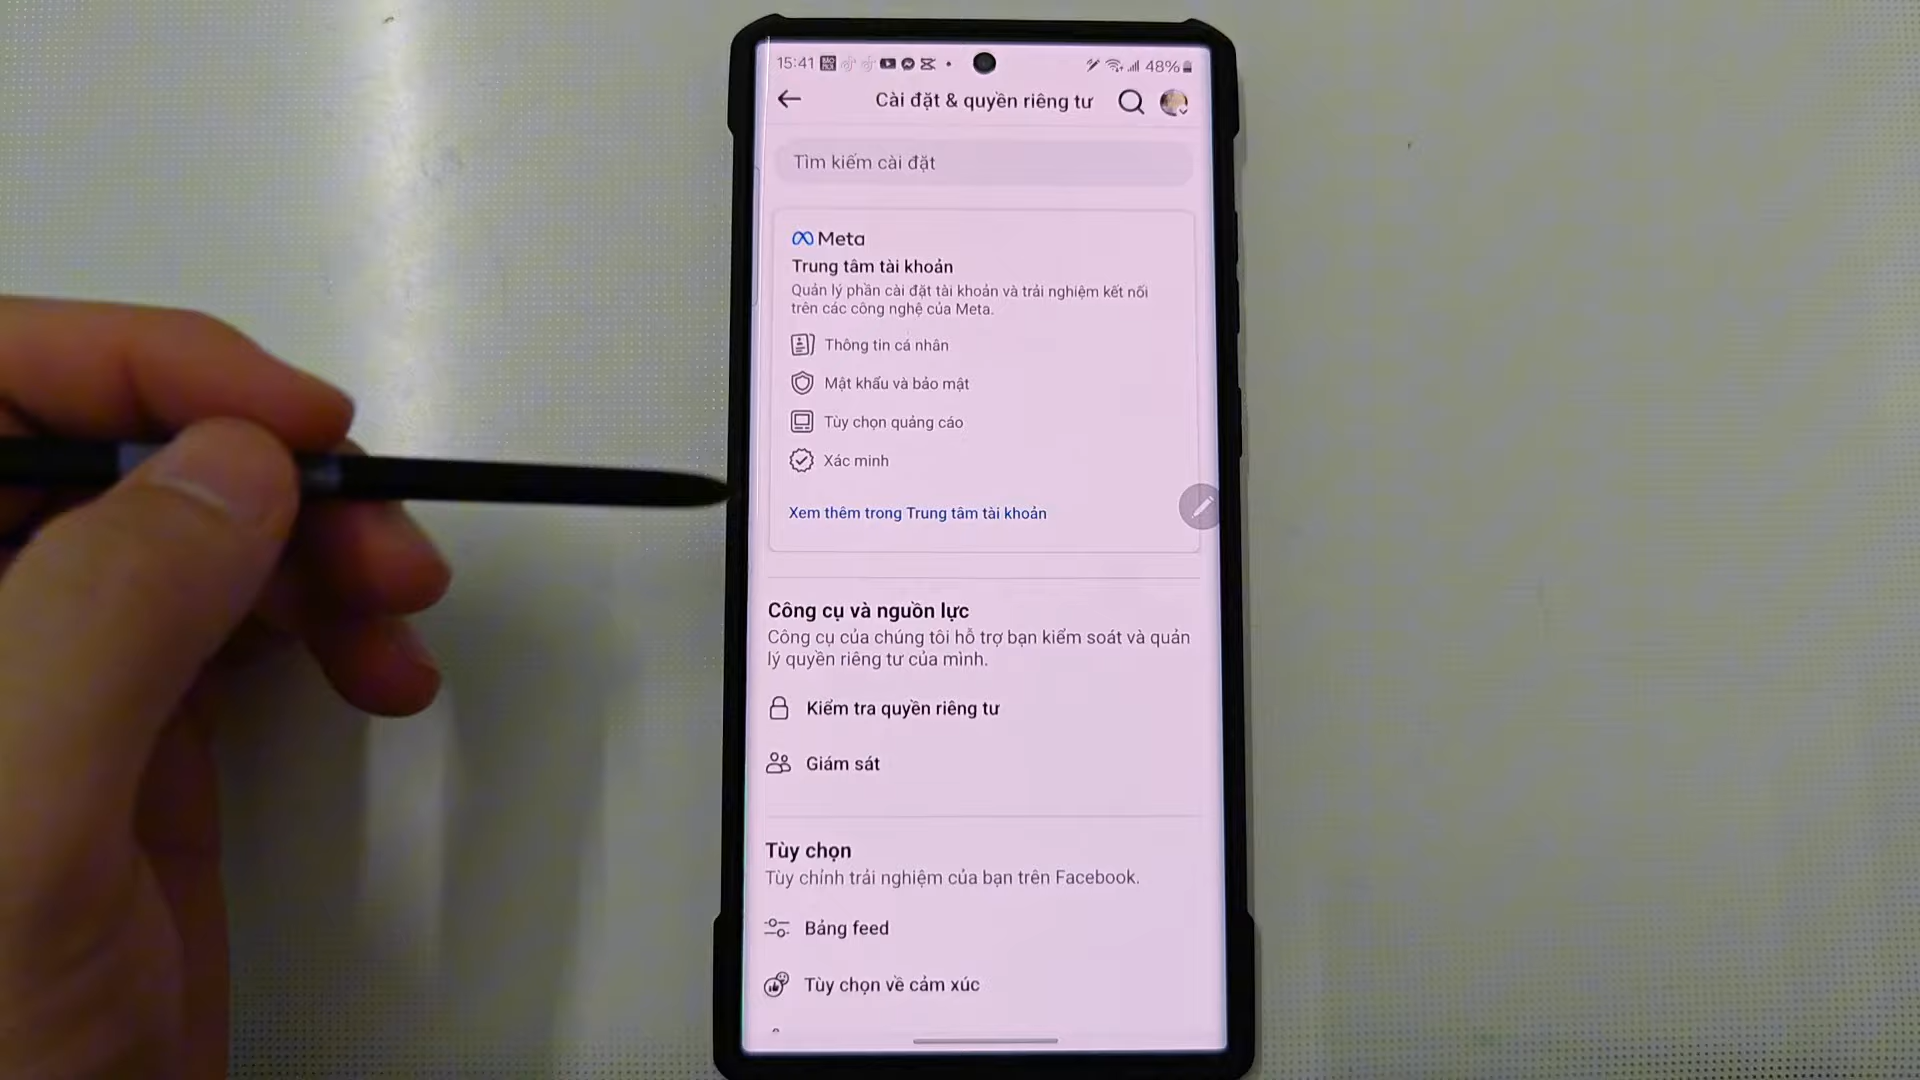 15:41
48%
Cài đặt & quyền riêng tư
Tìm kiếm cài đặt
Meta
Trung tâm tài khoản
Quản lý phần cài đặt tài khoản và trải nghiệm kết nối
trên các công nghệ của Meta.
Thông tin cá nhân
Mật khẩu và bảo mật
Tùy chọn quảng cáo
Xác minh
Xem thêm trong Trung tâm tài khoản
Công cụ và nguồn lực
Công cụ của chúng tôi hỗ trợ bạn kiểm soát và quản
lý quyền riêng tư của mình.
Kiểm tra quyền riêng tư
Giám sát
Tùy chọn
Tùy chỉnh trải nghiệm của bạn trên Facebook.
Bảng feed
Tùy chọn về cảm xúc